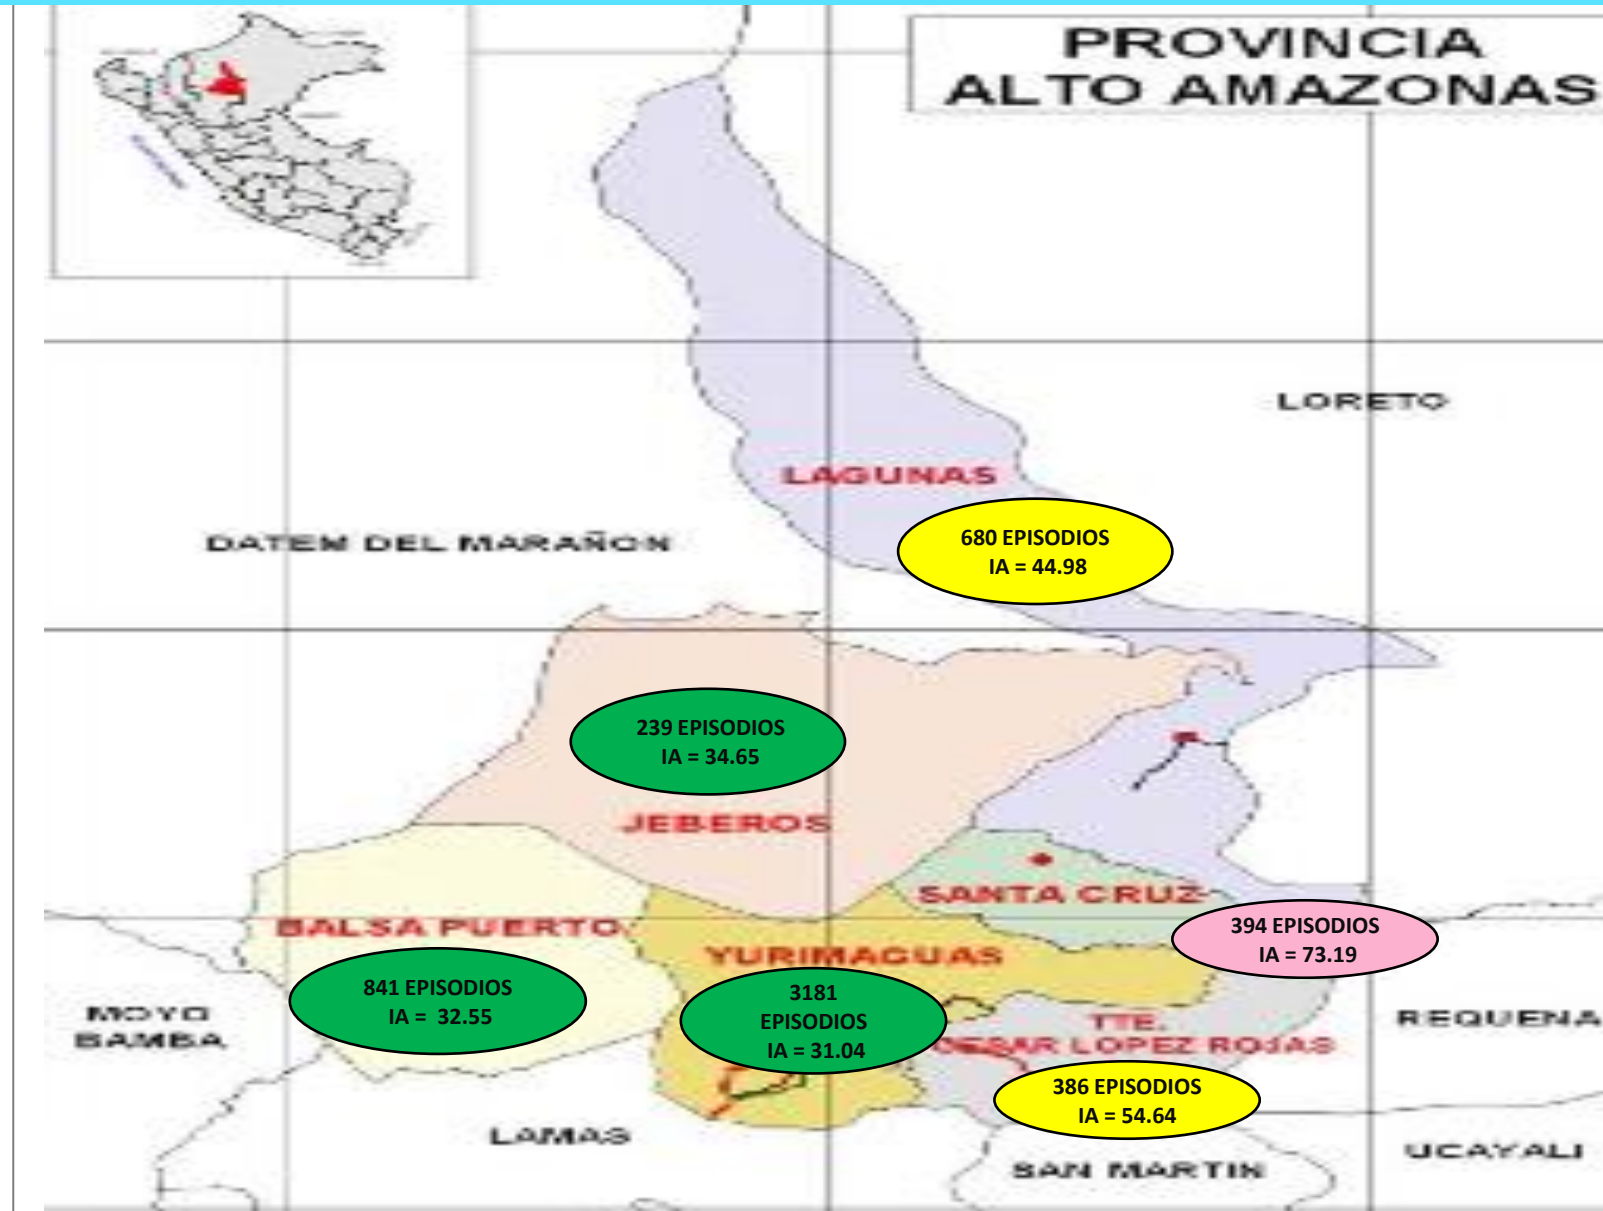 PROVINCIA
ALTO AMAZONAS
LORETO
LAGUNAS
680 EPISODIOS
IA = 44.98
DATEM DEL MARAÑON
239 EPISODIOS
IA = 34.65
JEBEROS
SANTA CRUZ
394 EPISODIOS
IA = 73.19
BALSA PUERTO
YURIMAGUAS
841 EPISODIOS
IA = 32.55
3181
EPISODIOS
IA = 31.04
MOYO
BAMBA
TTE.
CESAR LOPEZ ROJAS
REQUENA
386 EPISODIOS
IA = 54.64
LAMAS
SAN MARTIN
UCAYALI